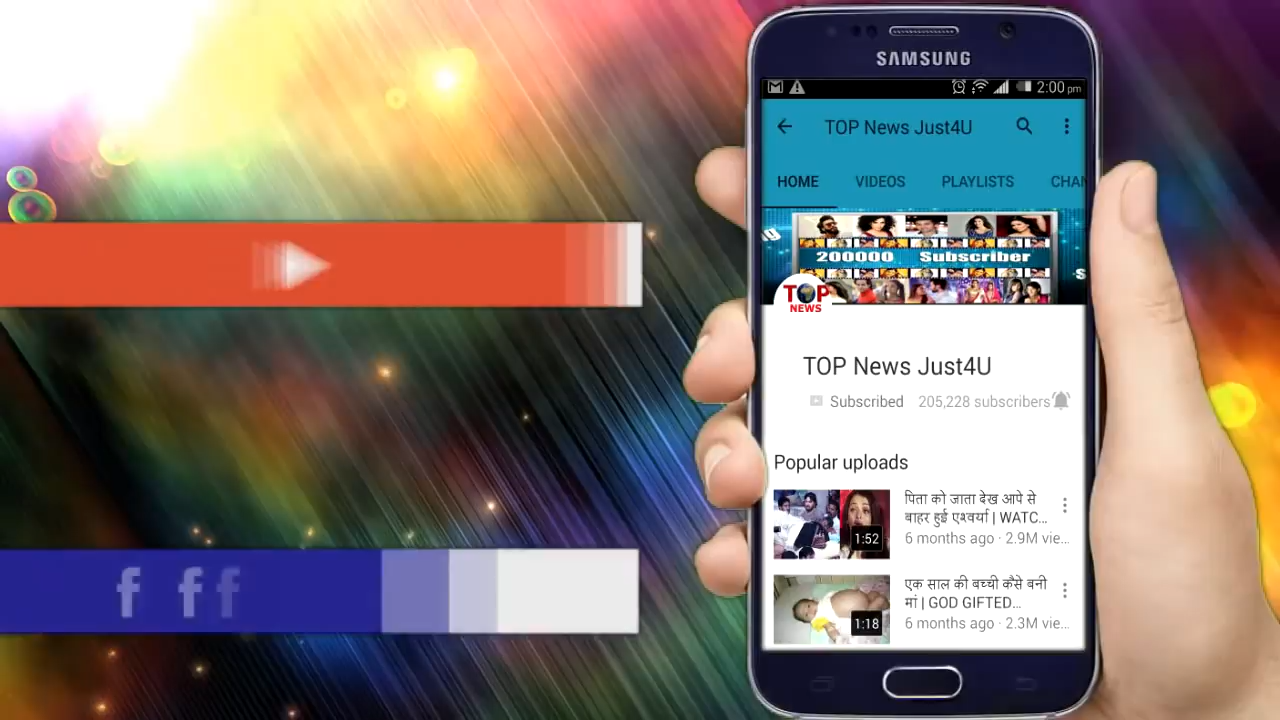 SAMSUNG
2:00 pm
TOP News Just4U
HOME VIDEOS PLAYLISTS CHAN
200000 Subscriber
TOP
NEWS
TOP News Just4U
Subscribed 205,228 subscribers
Popular uploads
पिता को जाता देख आपे से
बाहर हुई एश्वर्या | WATC...
1:52
6 months ago · 2.9M vie...
एक साल की बच्ची कैसे बनी
मां | GOD GIFTED...
1:18
6 months ago · 2.3M vie...
f f f